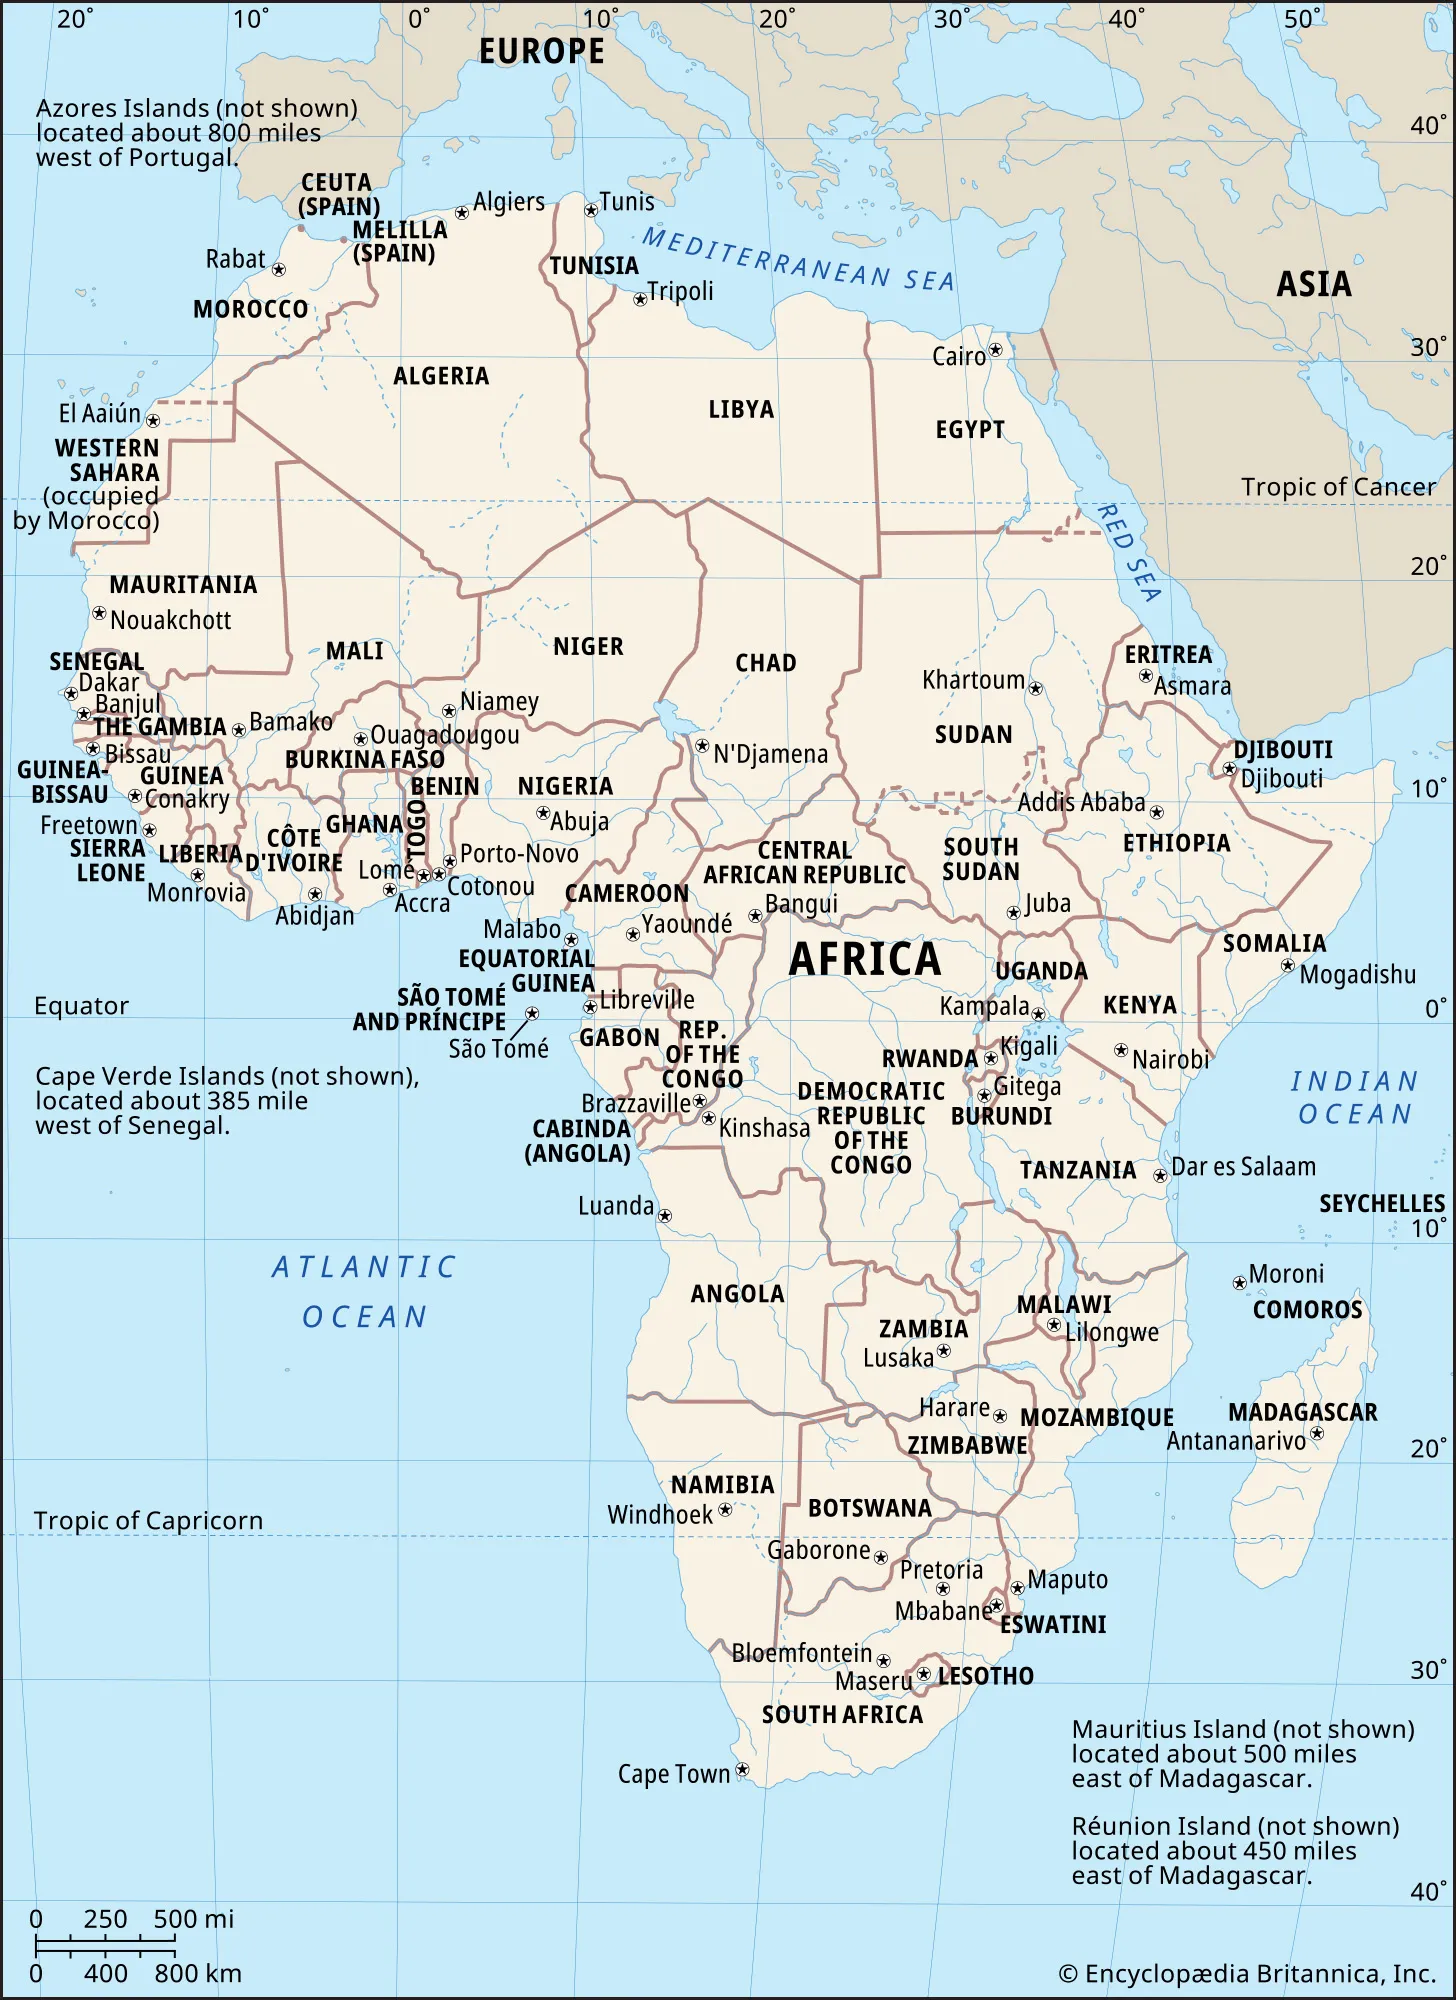 20° 10° 0° 10° 20° 30° 40° 50°
EUROPE
Azores Islands (not shown)
located about 800 miles
west of Portugal.
40°
CEUTA
(SPAIN)
MELILLA
(SPAIN)
Algiers
Tunis
Rabat
MOROCCO
TUNISIA
Tripoli
MEDITERRANEAN SEA
ASIA
30°
Cairo
ALGERIA
LIBYA
EGYPT
El Aaiún
WESTERN
SAHARA
(occupied
by Morocco)
Tropic of Cancer
RED SEA
20°
MAURITANIA
Nouakchott
MALI
NIGER
CHAD
Khartoum
SUDAN
ERITREA
Asmara
SENEGAL
Dakar
Banjul
THE GAMBIA
Bissau
GUINEA-
BISSAU
GUINEA
Conakry
Bamako
Niamey
Ouagadougou
BURKINA FASO
N'Djamena
DJIBOUTI
Djibouti
10°
Addis Ababa
ETHIOPIA
BENIN
NIGERIA
Abuja
Freetown
SIERRA
LEONE
LIBERIA
Monrovia
CÔTE
D'IVOIRE
Abidjan
GHANA
TOGO
Lomé
Accra
Porto-Novo
Cotonou
CENTRAL
AFRICAN REPUBLIC
Bangui
SOUTH
SUDAN
Juba
CAMEROON
Yaoundé
Malabo
EQUATORIAL
GUINEA
AFRICA
UGANDA
Kampala
KENYA
Nairobi
SOMALIA
Mogadishu
Equator
0°
SÃO TOMÉ
AND PRÍNCIPE
São Tomé
Libreville
GABON
REP.
OF THE
CONGO
Brazzaville
Kinshasa
RWANDA
Kigali
Gitega
BURUNDI
DEMOCRATIC
REPUBLIC
OF THE
CONGO
Cape Verde Islands (not shown),
located about 385 mile
west of Senegal.
INDIAN
OCEAN
CABINDA
(ANGOLA)
TANZANIA
Dar es Salaam
SEYCHELLES
10°
Luanda
ATLANTIC
OCEAN
ANGOLA
Moroni
COMOROS
MALAWI
Lilongwe
ZAMBIA
Lusaka
Harare
ZIMBABWE
MOZAMBIQUE
MADAGASCAR
Antananarivo
20°
NAMIBIA
Windhoek
BOTSWANA
Gaborone
Tropic of Capricorn
Pretoria
Maputo
Mbabane
ESWATINI
Bloemfontein
Maseru
LESOTHO
30°
SOUTH AFRICA
Cape Town
Mauritius Island (not shown)
located about 500 miles
east of Madagascar.
Réunion Island (not shown)
located about 450 miles
east of Madagascar.
40°
0 250 500 mi
0 400 800 km
© Encyclopædia Britannica, Inc.